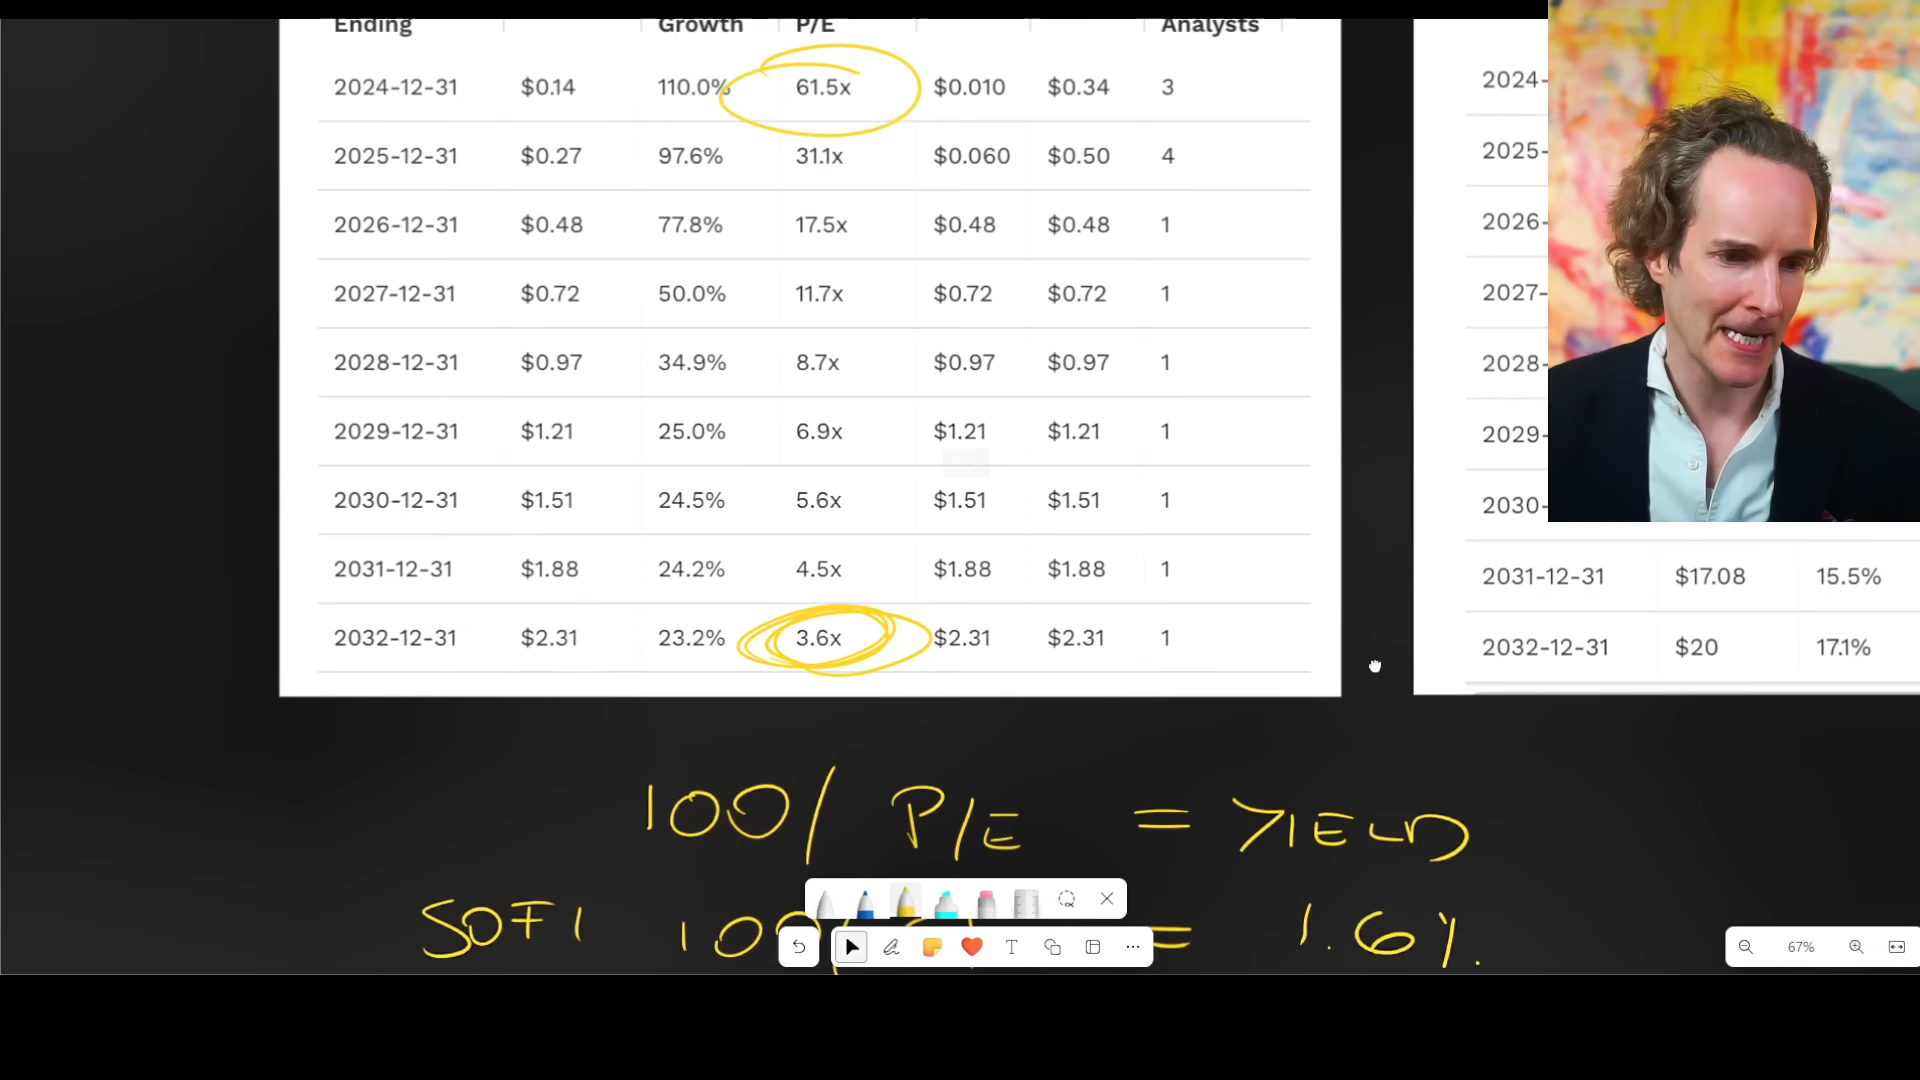 Ending Growth P/E Analysts
2024-12-31 $0.14 110.0% 61.5x $0.010 $0.34 3
2025-12-31 $0.27 97.6% 31.1x $0.060 $0.50 4
2026-12-31 $0.48 77.8% 17.5x $0.48 $0.48 1
2027-12-31 $0.72 50.0% 11.7x $0.72 $0.72 1
2028-12-31 $0.97 34.9% 8.7x $0.97 $0.97 1
2029-12-31 $1.21 25.0% 6.9x $1.21 $1.21 1
2030-12-31 $1.51 24.5% 5.6x $1.51 $1.51 1
2031-12-31 $1.88 24.2% 4.5x $1.88 $1.88 1
2032-12-31 $2.31 23.2% 3.6x $2.31 $2.31 1
2024-
2025-
2026-
2027-
2028-
2029-
2030-
2031-12-31 $17.08 15.5%
2032-12-31 $20 17.1%
100/ P/E = YIELD
SOFI 100/ = 1.6%.
67%